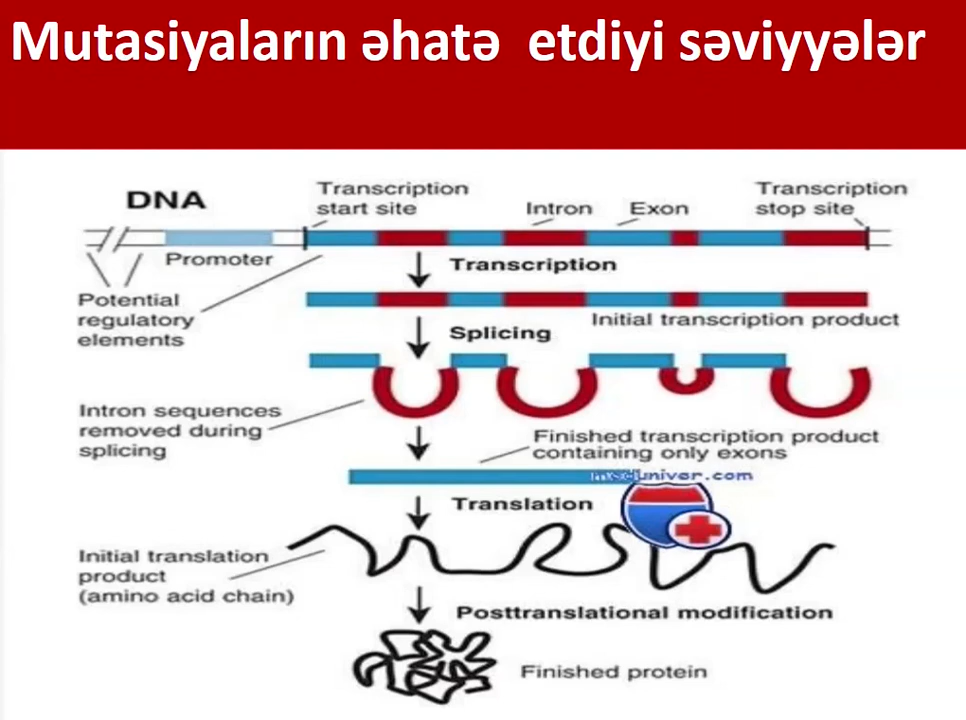 Mutasiyaların əhatə etdiyi səviyyələr
DNA
Transcription
start site
Intron
Exon
Transcription
stop site
Promoter
Transcription
Potential
regulatory
elements
Initial transcription product
Splicing
Intron sequences
removed during
splicing
Finished transcription product
containing only exons
Translation
Initial translation
product
(amino acid chain)
Posttranslational modification
Finished protein